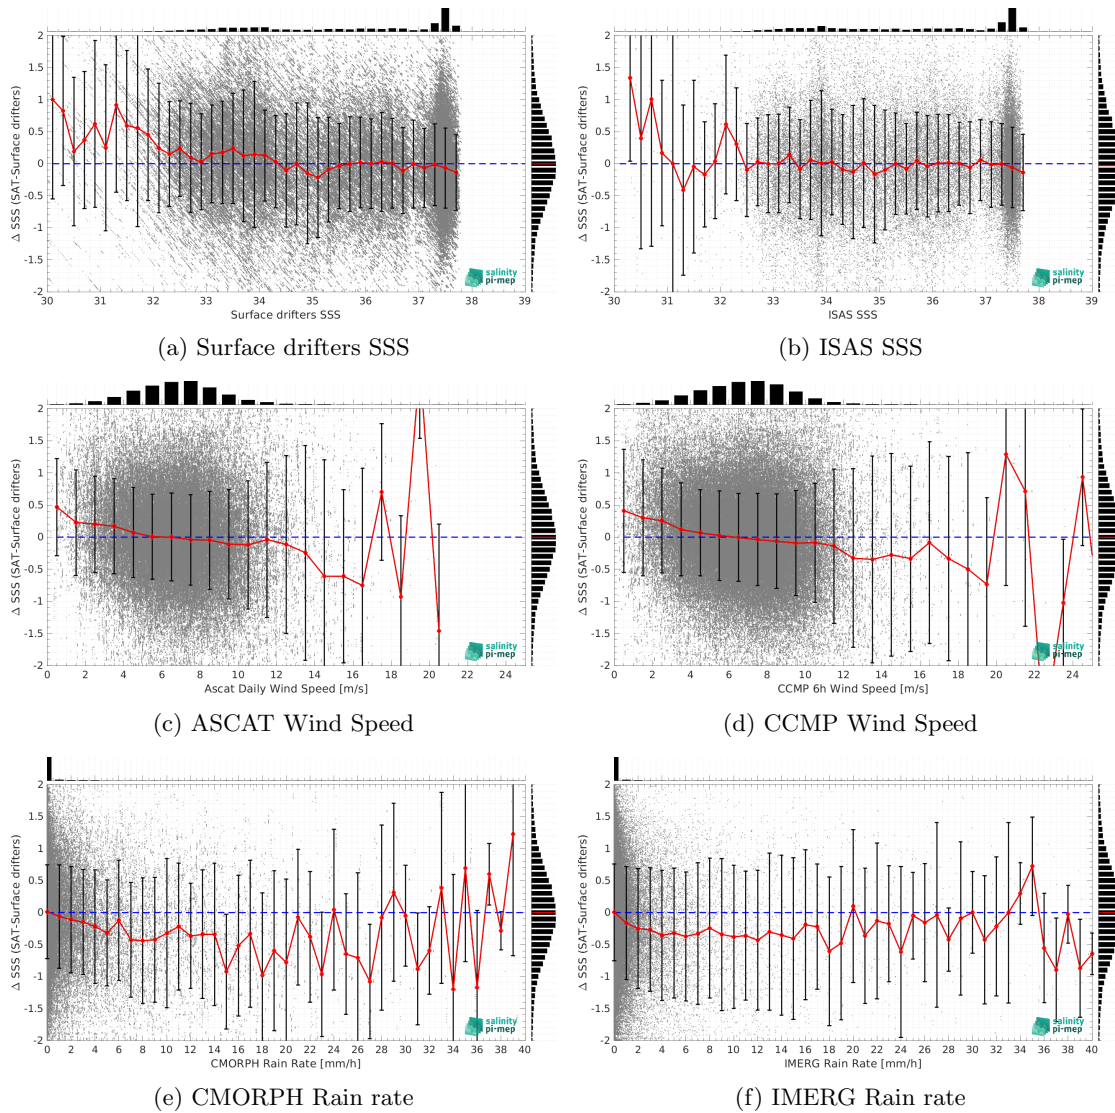 2
1.5
1
0.5
0
-0.5
-1
-1.5
-2
Δ SSS (SAT-Surface drifters)
30 31 32 33 34 35 36 37 38 39
Surface drifters SSS
salinity
pi-mep
(a) Surface drifters SSS
2
1.5
1
0.5
0
-0.5
-1
-1.5
-2
Δ SSS (SAT-Surface drifters)
30 31 32 33 34 35 36 37 38 39
ISAS SSS
salinity
pi-mep
(b) ISAS SSS
2
1.5
1
0.5
0
-0.5
-1
-1.5
-2
Δ SSS (SAT-Surface drifters)
0 2 4 6 8 10 12 14 16 18 20 22 24
Ascat Daily Wind Speed [m/s]
salinity
pi-mep
(c) ASCAT Wind Speed
2
1.5
1
0.5
0
-0.5
-1
-1.5
-2
Δ SSS (SAT-Surface drifters)
0 2 4 6 8 10 12 14 16 18 20 22 24
CCMP 6h Wind Speed [m/s]
salinity
pi-mep
(d) CCMP Wind Speed
2
1.5
1
0.5
0
-0.5
-1
-1.5
-2
Δ SSS (SAT-Surface drifters)
0 2 4 6 8 10 12 14 16 18 20 22 24 26 28 30 32 34 36 38 40
CMORPH Rain Rate [mm/h]
salinity
pi-mep
(e) CMORPH Rain rate
2
1.5
1
0.5
0
-0.5
-1
-1.5
-2
Δ SSS (SAT-Surface drifters)
0 2 4 6 8 10 12 14 16 18 20 22 24 26 28 30 32 34 36 38 40
IMERG Rain Rate [mm/h]
salinity
pi-mep
(f) IMERG Rain rate